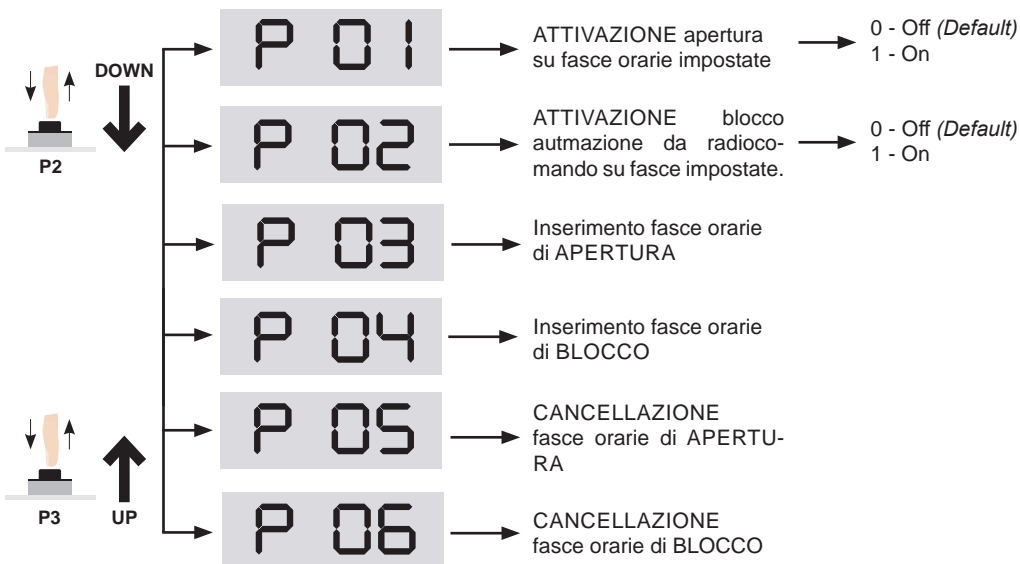 P 01
ATTIVAZIONE apertura
su fasce orarie impostate
0 - Off (Default)
1 - On
DOWN
P2
P 02
ATTIVAZIONE blocco
autmazione da radioco-
mando su fasce impostate.
0 - Off (Default)
1 - On
P 03
Inserimento fasce orarie
di APERTURA
P 04
Inserimento fasce orarie
di BLOCCO
P 05
CANCELLAZIONE
fasce orarie di APERTU-
RA
P3
UP
P 06
CANCELLAZIONE
fasce orarie di BLOCCO